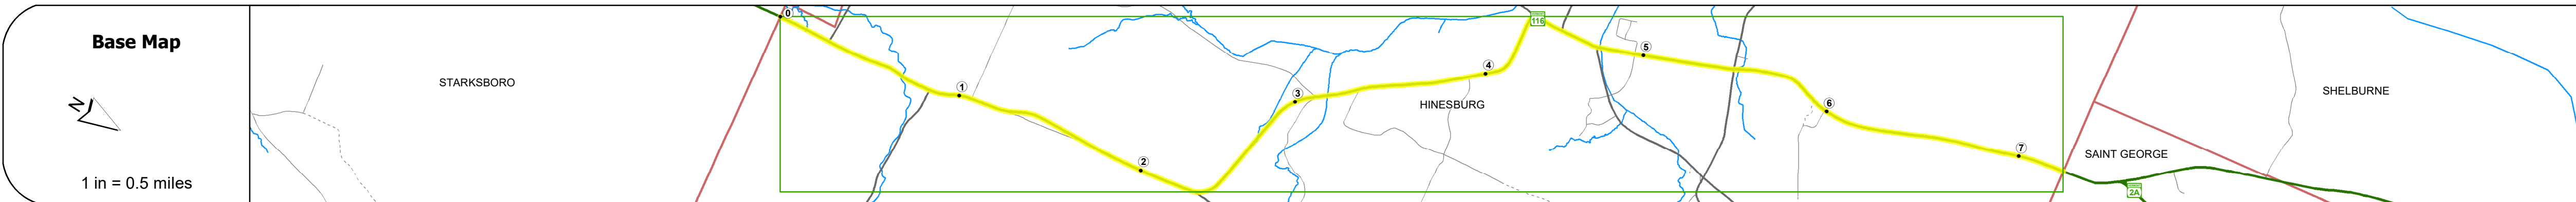 Base Map
N
1 in = 0.5 miles
STARKSBORO
0
1
2
3
4
116
HINESBURG
5
6
7
SAINT GEORGE
2A
SHELBURNE